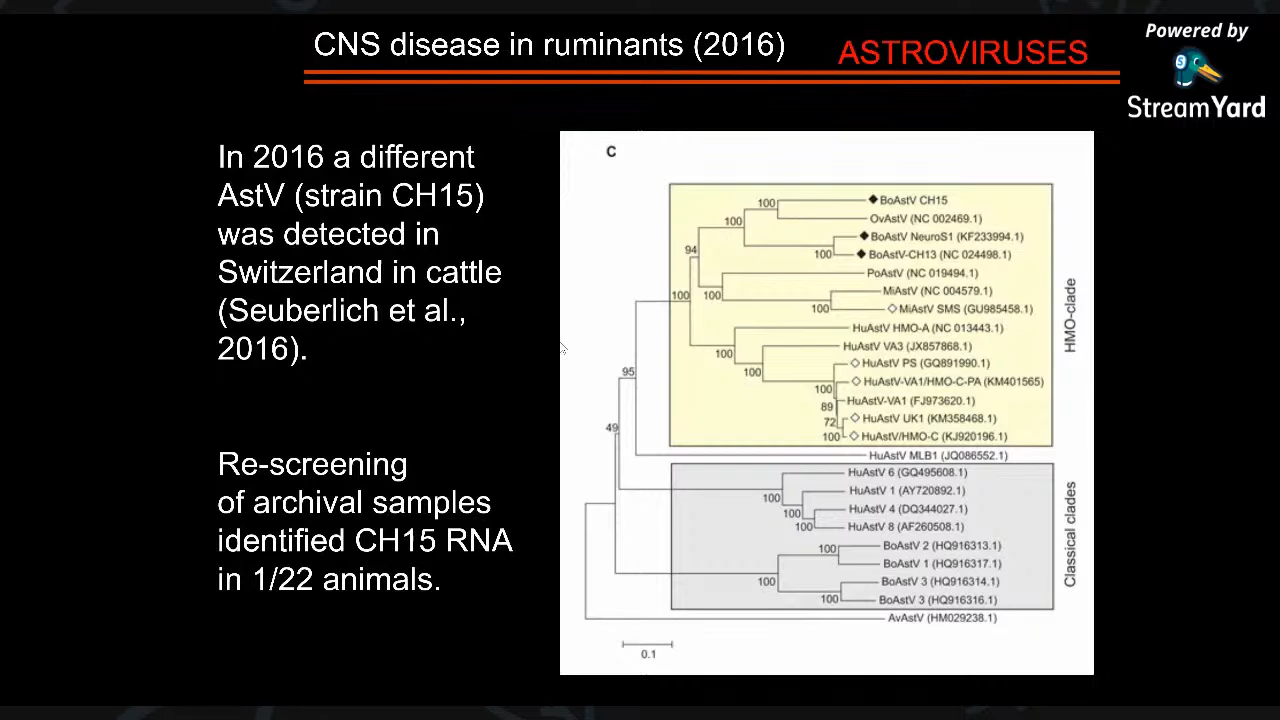 CNS disease in ruminants (2016)
ASTROVIRUSES
Powered by
StreamYard
In 2016 a different
AstV (strain CH15)
was detected in
Switzerland in cattle
(Seuberlich et al.,
2016).
Re-screening
of archival samples
identified CH15 RNA
in 1/22 animals.
C
BoAstV CH15
100
OvAstV (NC 002469.1)
100
BoAstV NeuroS1 (KF233994.1)
94
100
BoAstV-CH13 (NC 024498.1)
PoAstV (NC 019494.1)
100
100
MiAstV (NC 004579.1)
100
MiAstV SMS (GU985458.1)
HuAstV HMO-A (NC 013443.1)
HuAstV VA3 (JX857868.1)
100
HuAstV PS (GQ891990.1)
100
95
HuAstV-VA1/HMO-C-PA (KM401565)
100
HuAstV-VA1 (FJ973620.1)
89
HuAstV UK1 (KM358468.1)
72
49
HuAstV/HMO-C (KJ920196.1)
100
HuAstV MLB1 (JQ086552.1)
HuAstV 6 (GQ495608.1)
HuAstV 1 (AY720892.1)
100
HuAstV 4 (DQ344027.1)
100
HuAstV 8 (AF260508.1)
100
BoAstV 2 (HQ916313.1)
100
BoAstV 1 (HQ916317.1)
100
BoAstV 3 (HQ916314.1)
BoAstV 3 (HQ916316.1)
100
AvAstV (HM029238.1)
0.1
HMO-clade
Classical clades